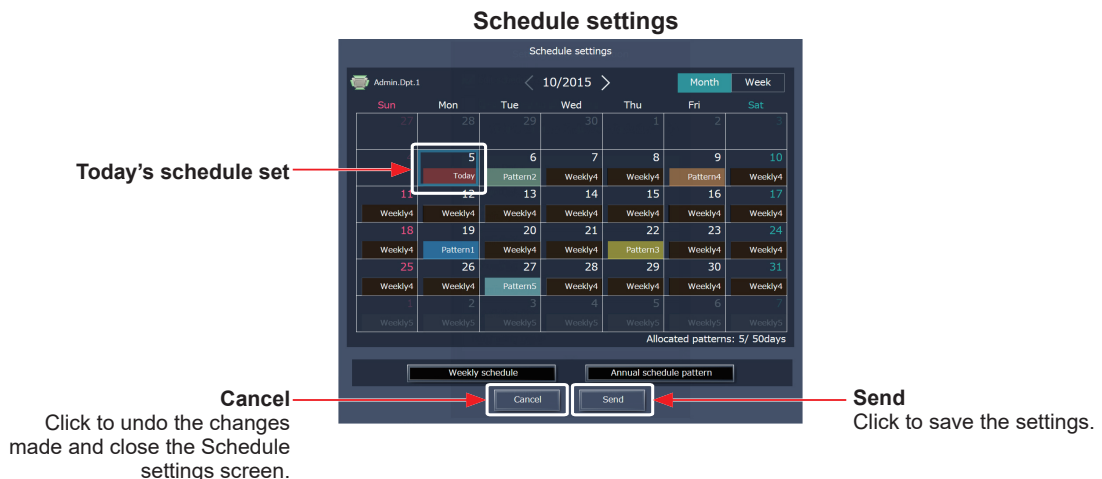 Schedule settings
Schedule settings
Admin.Dpt.1
10/2015
Month Week
Sun Mon Tue Wed Thu Fri Sat
27 28 29 30 1 2 3
5 6 7 8 9 10
Today's schedule set
Today Pattern2 Weekly4 Weekly4 Pattern4 Weekly4
11 12 13 14 15 16 17
Weekly4 Weekly4 Weekly4 Weekly4 Weekly4 Weekly4 Weekly4
18 19 20 21 22 23 24
Weekly4 Pattern1 Weekly4 Weekly4 Pattern3 Weekly4 Weekly4
25 26 27 28 29 30 31
Weekly4 Weekly4 Pattern5 Weekly4 Weekly4 Weekly4 Weekly4
1 2 3 4 5 6 7
Weekly5 Weekly5 Weekly5 Weekly5 Weekly5 Weekly5 Weekly5
Allocated patterns: 5/ 50days
Weekly schedule Annual schedule pattern
Cancel Send
Cancel
Click to undo the changes
made and close the Schedule
settings screen.
Send
Click to save the settings.